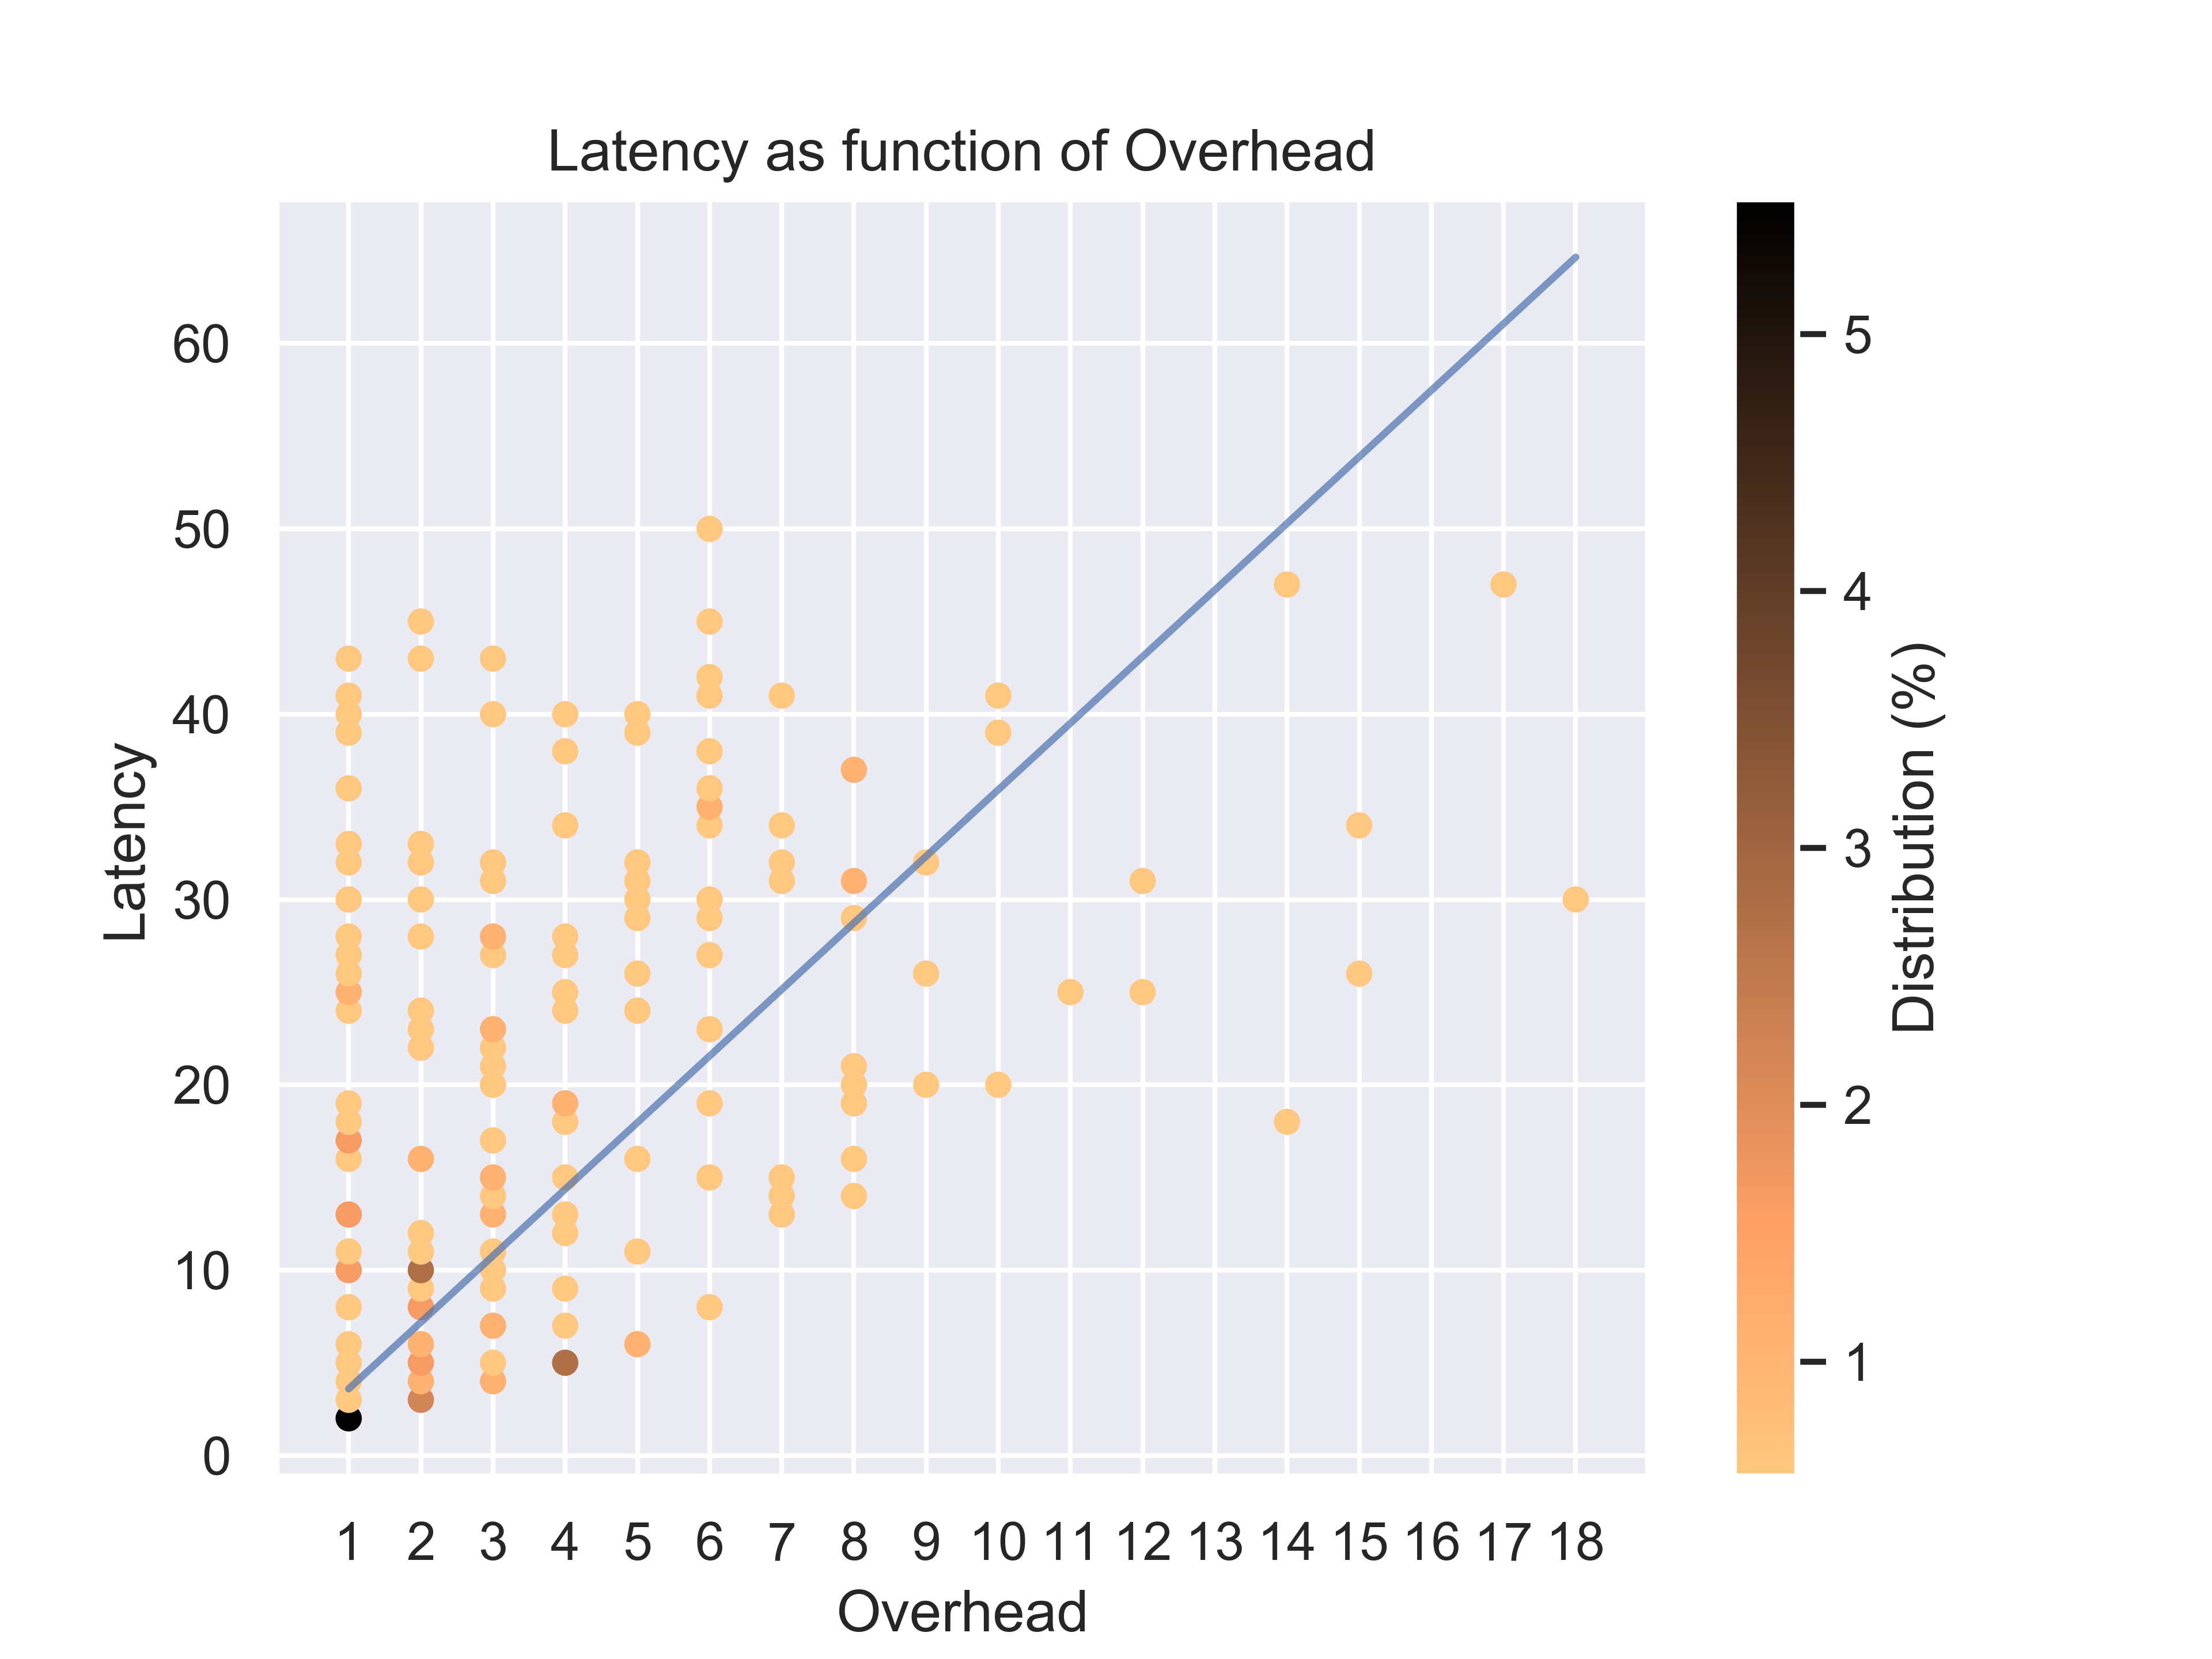 Latency as function of Overhead
60
50
40
30
20
10
0
Latency
1 2 3 4 5 6 7 8 9 10 11 12 13 14 15 16 17 18
Overhead
5
4
3
2
1
Distribution (%)